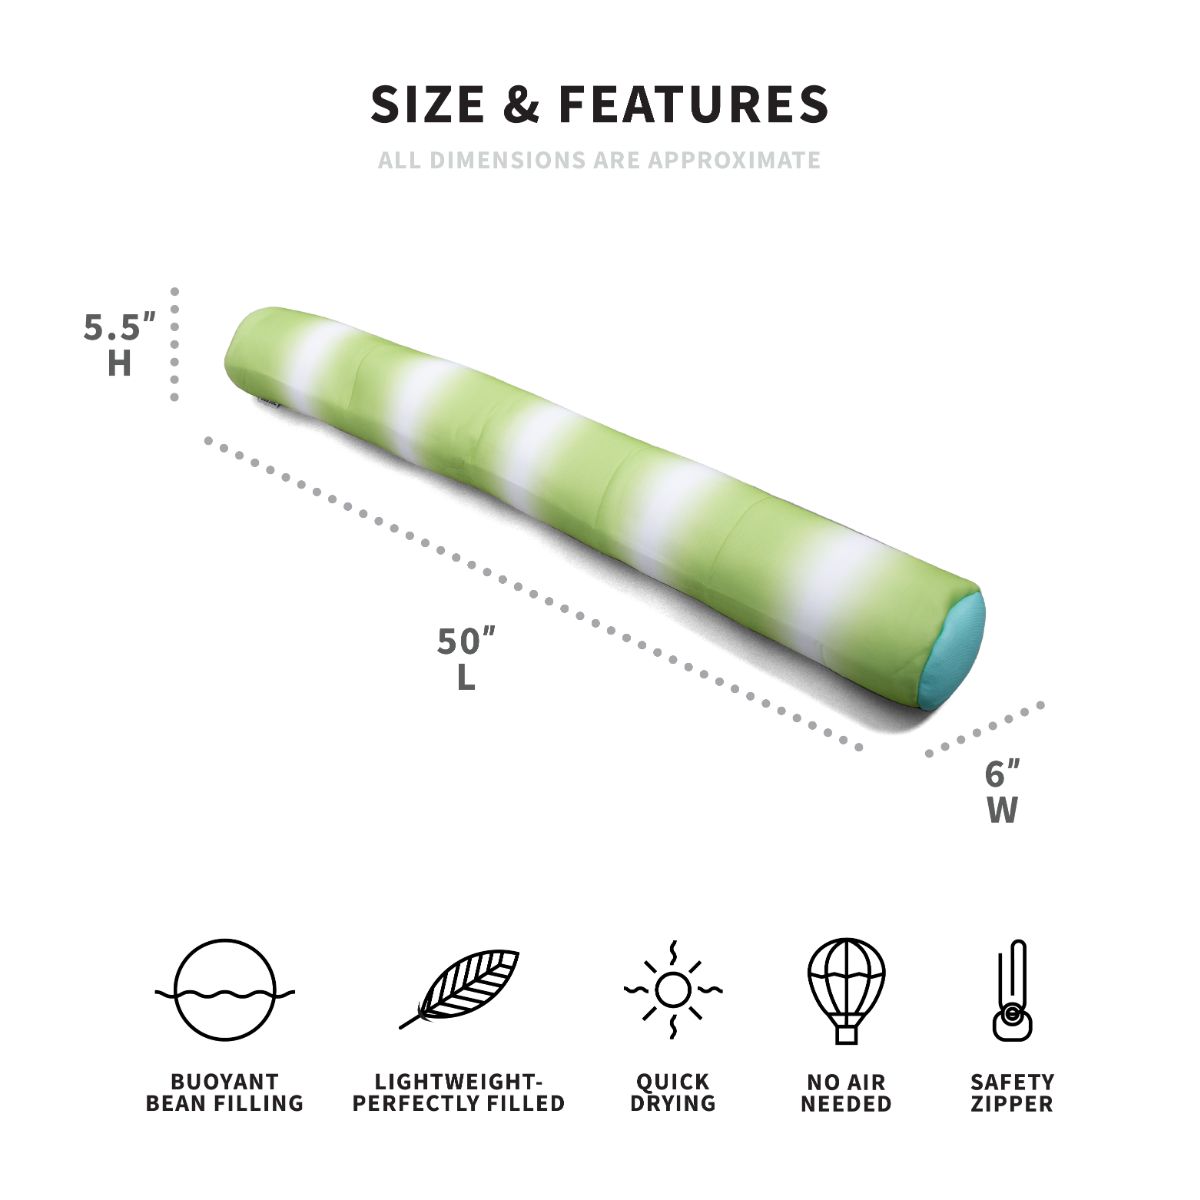 SIZE & FEATURES
ALL DIMENSIONS ARE APPROXIMATE
5.5"
H
50"
L
6"
W
BUOYANT
BEAN FILLING
LIGHTWEIGHT-
PERFECTLY FILLED
QUICK
DRYING
NO AIR
NEEDED
SAFETY
ZIPPER